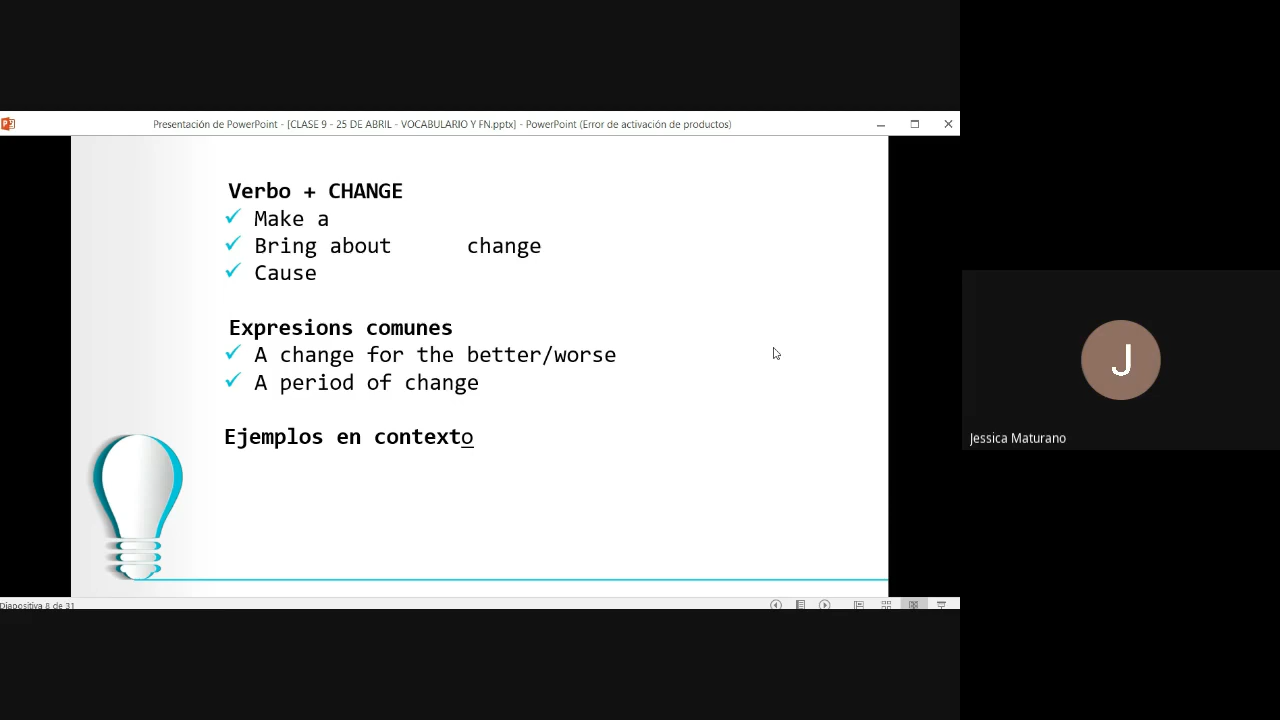 Presentación de PowerPoint - [CLASE 9 - 25 DE ABRIL - VOCABULARIO Y FN.pptx] - PowerPoint (Error de activación de productos)
Verbo + CHANGE
✓ Make a
✓ Bring about change
✓ Cause
Expresions comunes
✓ A change for the better/worse
✓ A period of change
Ejemplos en contexto
J
Jessica Maturano
Diapositiva 8 de 31